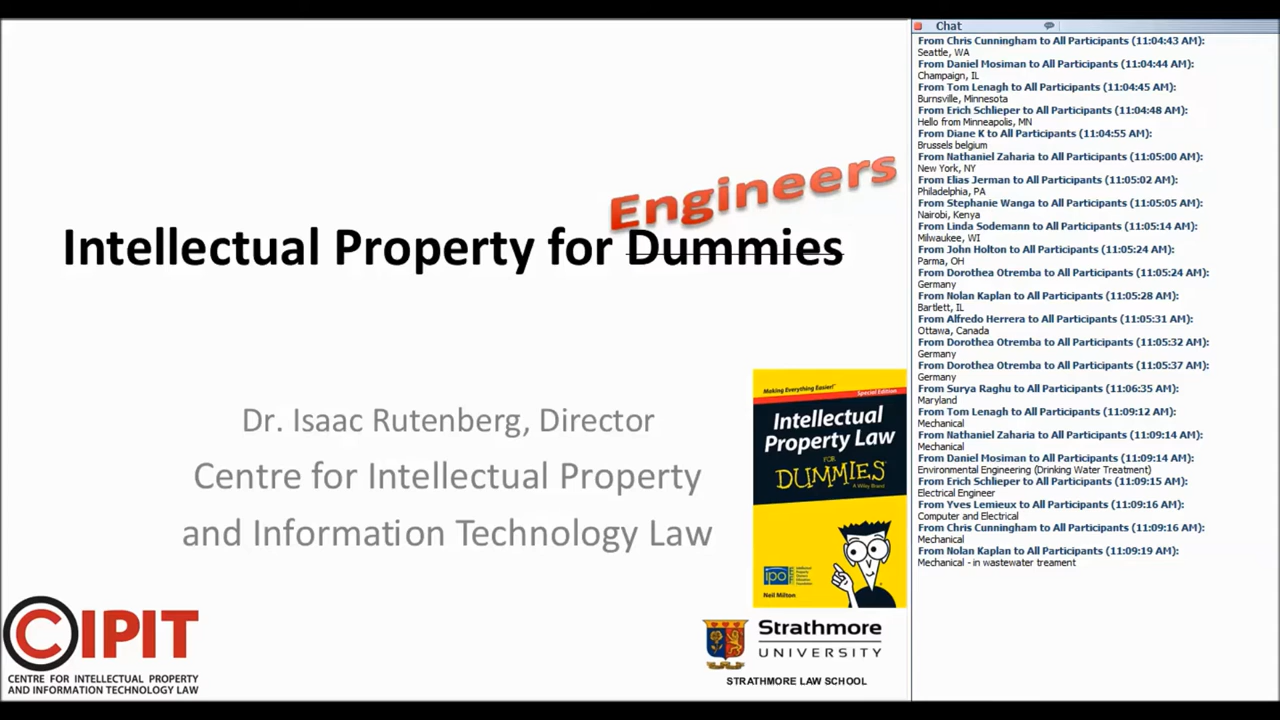 Engineers
Intellectual Property for Dummies
Dr. Isaac Rutenberg, Director
Centre for Intellectual Property
and Information Technology Law
Making Everything Easier!™
Special Edition
Intellectual
Property Law
FOR
DUMMIES
A Wiley Brand
ipo
Neil Milton
CIPIT
CENTRE FOR INTELLECTUAL PROPERTY
AND INFORMATION TECHNOLOGY LAW
Strathmore
UNIVERSITY
STRATHMORE LAW SCHOOL
Chat
From Chris Cunningham to All Participants (11:04:43 AM):
Seattle, WA
From Daniel Mosiman to All Participants (11:04:44 AM):
Champaign, IL
From Tom Lenagh to All Participants (11:04:45 AM):
Burnsville, Minnesota
From Erich Schlieper to All Participants (11:04:48 AM):
Hello from Minneapolis, MN
From Diane K to All Participants (11:04:55 AM):
Brussels belgium
From Nathaniel Zaharia to All Participants (11:05:00 AM):
New York, NY
From Elias Jerman to All Participants (11:05:02 AM):
Philadelphia, PA
From Stephanie Wanga to All Participants (11:05:05 AM):
Nairobi, Kenya
From Linda Sodemann to All Participants (11:05:14 AM):
Milwaukee, WI
From John Holton to All Participants (11:05:24 AM):
Parma, OH
From Dorothea Otremba to All Participants (11:05:24 AM):
Germany
From Nolan Kaplan to All Participants (11:05:28 AM):
Bartlett, IL
From Alfredo Herrera to All Participants (11:05:31 AM):
Ottawa, Canada
From Dorothea Otremba to All Participants (11:05:32 AM):
Germany
From Dorothea Otremba to All Participants (11:05:37 AM):
Germany
From Surya Raghu to All Participants (11:06:35 AM):
Maryland
From Tom Lenagh to All Participants (11:09:12 AM):
Mechanical
From Nathaniel Zaharia to All Participants (11:09:14 AM):
Mechanical
From Daniel Mosiman to All Participants (11:09:14 AM):
Environmental Engineering (Drinking Water Treatment)
From Erich Schlieper to All Participants (11:09:15 AM):
Electrical Engineer
From Yves Lemieux to All Participants (11:09:16 AM):
Computer and Electrical
From Chris Cunningham to All Participants (11:09:16 AM):
Mechanical
From Nolan Kaplan to All Participants (11:09:19 AM):
Mechanical - in wastewater treament